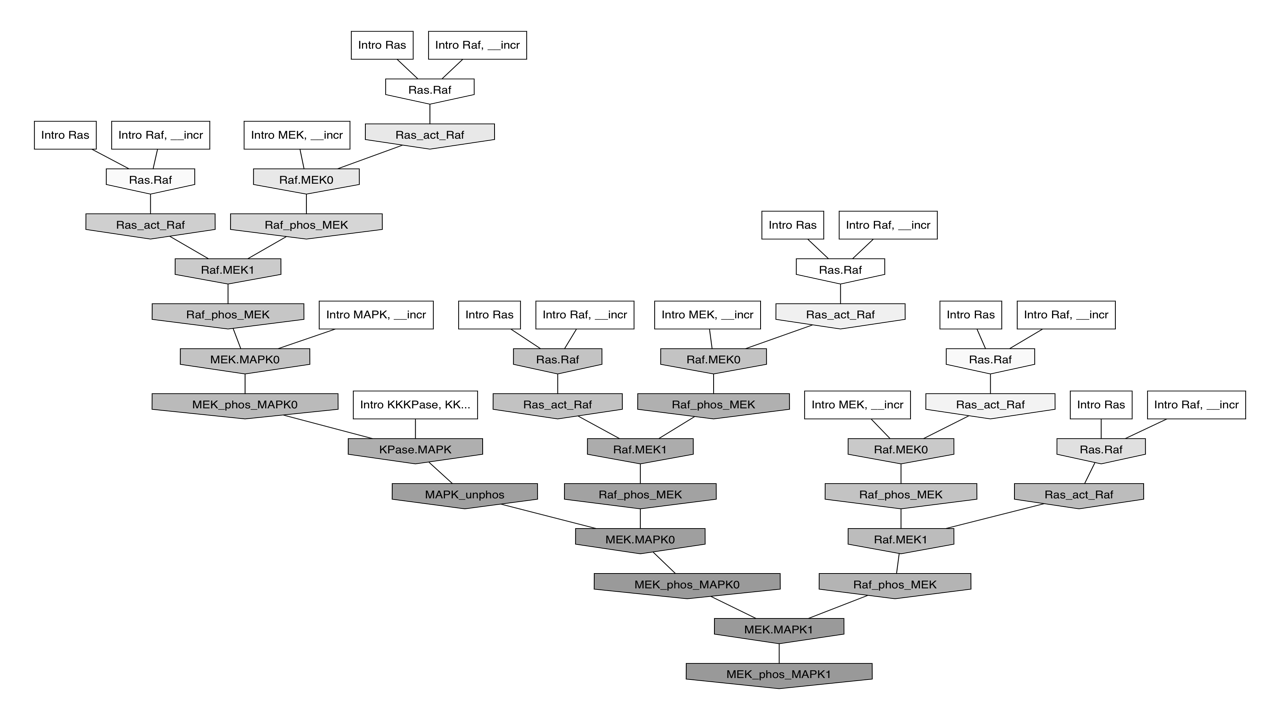 Intro Ras
Intro Raf, __incr
Ras.Raf
Intro Ras
Intro Raf, __incr
Intro MEK, __incr
Ras_act_Raf
Ras.Raf
Raf.MEK0
Ras_act_Raf
Raf_phos_MEK
Intro Ras
Intro Raf, __incr
Raf.MEK1
Ras.Raf
Raf_phos_MEK
Intro MAPK, __incr
Intro Ras
Intro Raf, __incr
Intro MEK, __incr
Ras_act_Raf
Intro Ras
Intro Raf, __incr
MEK.MAPK0
Ras.Raf
Raf.MEK0
Ras.Raf
MEK_phos_MAPK0
Intro KKKPase, KK...
Ras_act_Raf
Raf_phos_MEK
Intro MEK, __incr
Ras_act_Raf
Intro Ras
Intro Raf, __incr
KPase.MAPK
Raf.MEK1
Raf.MEK0
Ras.Raf
MAPK_unphos
Raf_phos_MEK
Raf_phos_MEK
Ras_act_Raf
MEK.MAPK0
Raf.MEK1
MEK_phos_MAPK0
Raf_phos_MEK
MEK.MAPK1
MEK_phos_MAPK1